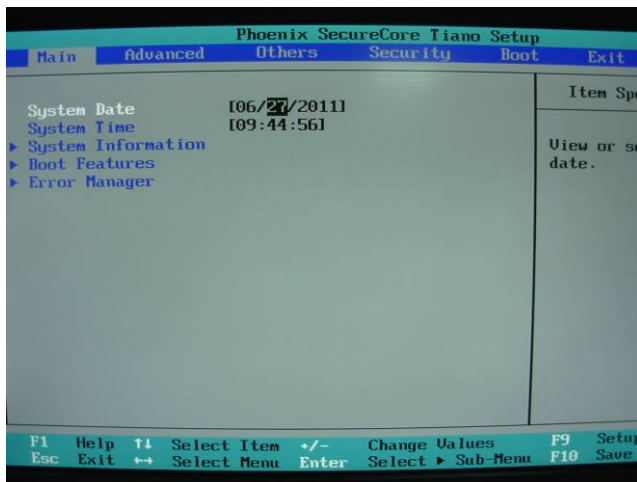 Phoenix SecureCore Tiano Setup
Main Advanced Others Security Boot Exit
Item Sp
System Date [06/27/2011]
System Time [09:44:56]
View or s
▶ System Information
date.
▶ Boot Features
▶ Error Manager
F1 Help ↑↓ Select Item +/- Change Values F9 Setup
Esc Exit ↔ Select Menu Enter Select ▶ Sub-Menu F10 Save